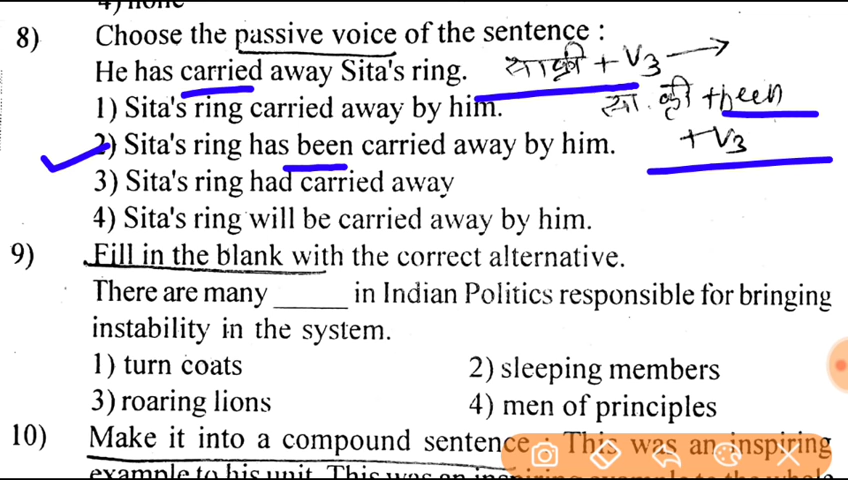 4) none
8) Choose the passive voice of the sentence :
He has carried away Sita's ring. + V3
1) Sita's ring carried away by him. + been
2) Sita's ring has been carried away by him. + V3
3) Sita's ring had carried away
4) Sita's ring will be carried away by him.
9) Fill in the blank with the correct alternative.
There are many _____ in Indian Politics responsible for bringing
instability in the system.
1) turn coats 2) sleeping members
3) roaring lions 4) men of principles
10) Make it into a compound sentence : This was an inspiring
example to his unit. This was an inspiring example to the whole